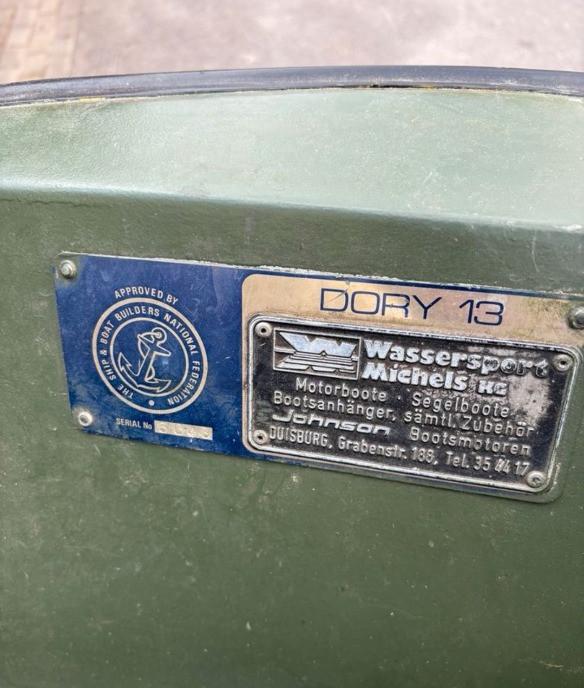 APPROVED BY
THE SHIP & BOAT BUILDERS NATIONAL FEDERATION
SERIAL No
DORY 13
Wassersport
Michels KG
Motorboote Segelboote
Bootsanhänger, sämtl. Zubehör
Johnson Bootsmotoren
DUISBURG, Grabenstr. 188, Tel. 35 44 17